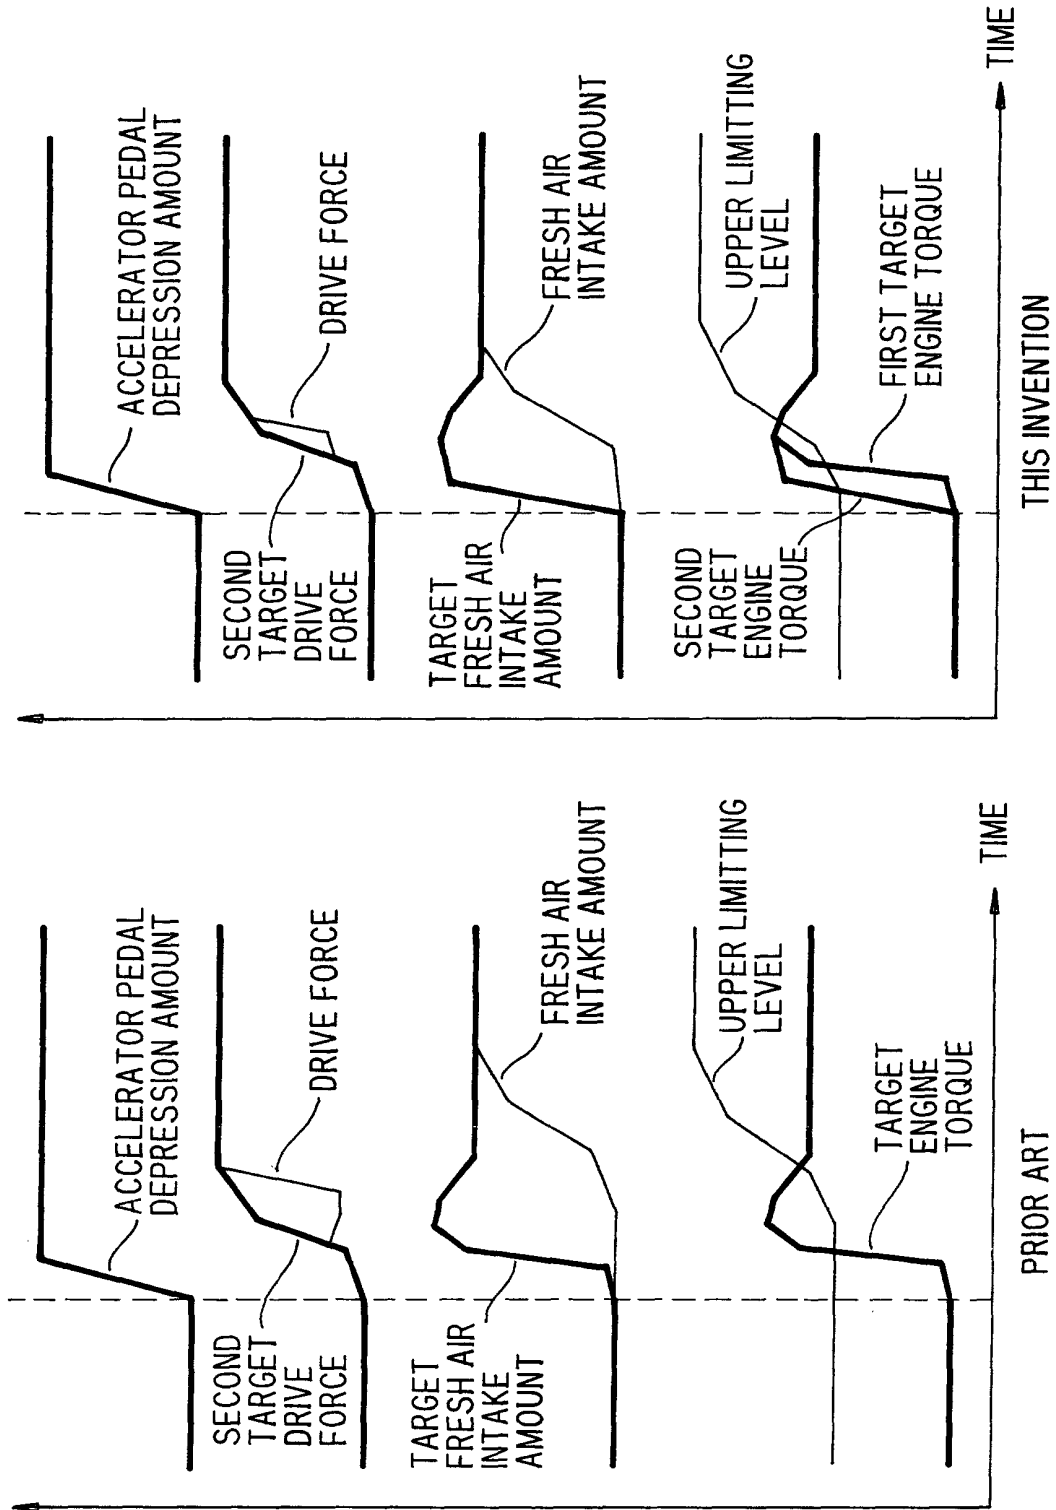 ACCELERATOR PEDAL
DEPRESSION AMOUNT
SECOND
TARGET
DRIVE
FORCE
DRIVE FORCE
TARGET
FRESH AIR
INTAKE
AMOUNT
FRESH AIR
INTAKE AMOUNT
UPPER LIMITTING
LEVEL
TARGET
ENGINE
TORQUE
TIME
PRIOR ART
ACCELERATOR PEDAL
DEPRESSION AMOUNT
SECOND
TARGET
DRIVE
FORCE
DRIVE FORCE
TARGET
FRESH AIR
INTAKE
AMOUNT
FRESH AIR
INTAKE AMOUNT
UPPER LIMITTING
LEVEL
SECOND
TARGET
ENGINE
TORQUE
FIRST TARGET
ENGINE TORQUE
TIME
THIS INVENTION